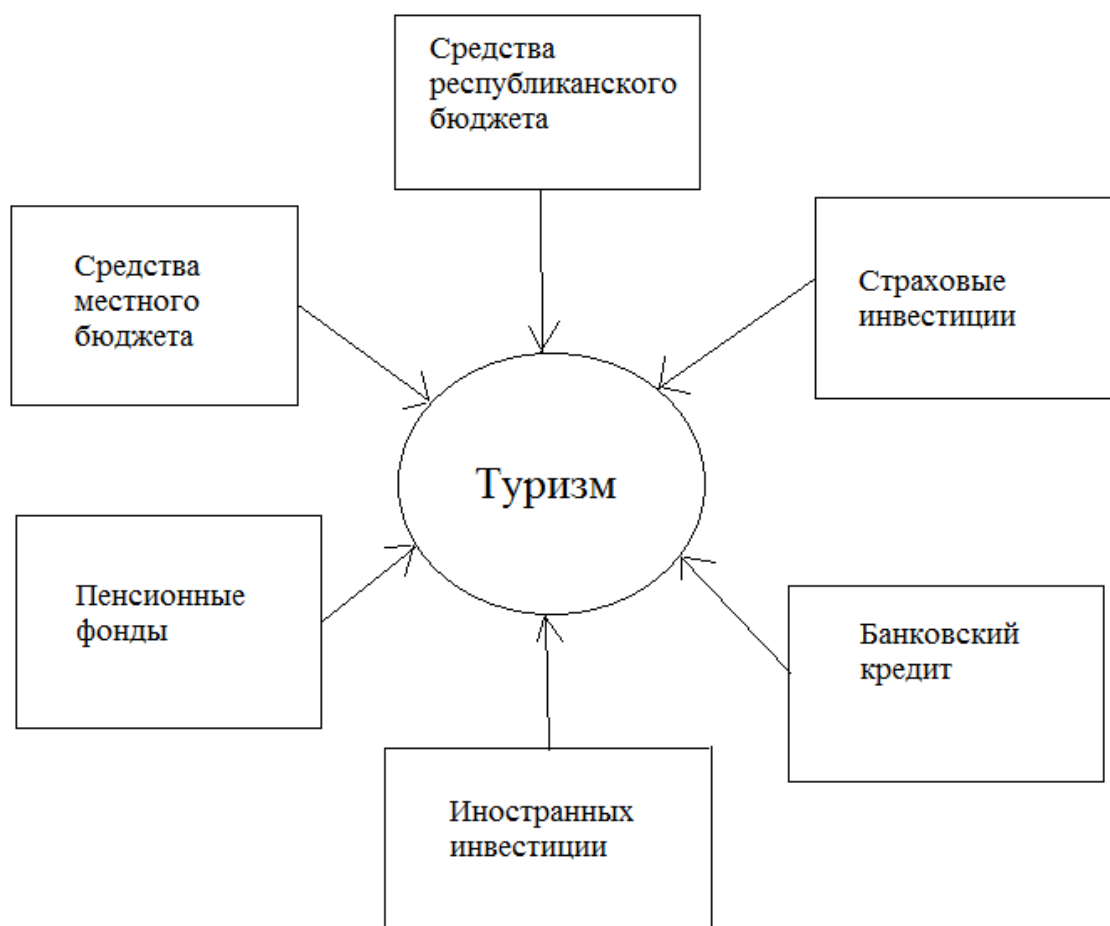 Средства
республиканского
бюджета
Средства
местного
бюджета
Страховые
инвестиции
Туризм
Пенсионные
фонды
Банковский
кредит
Иностранных
инвестиции